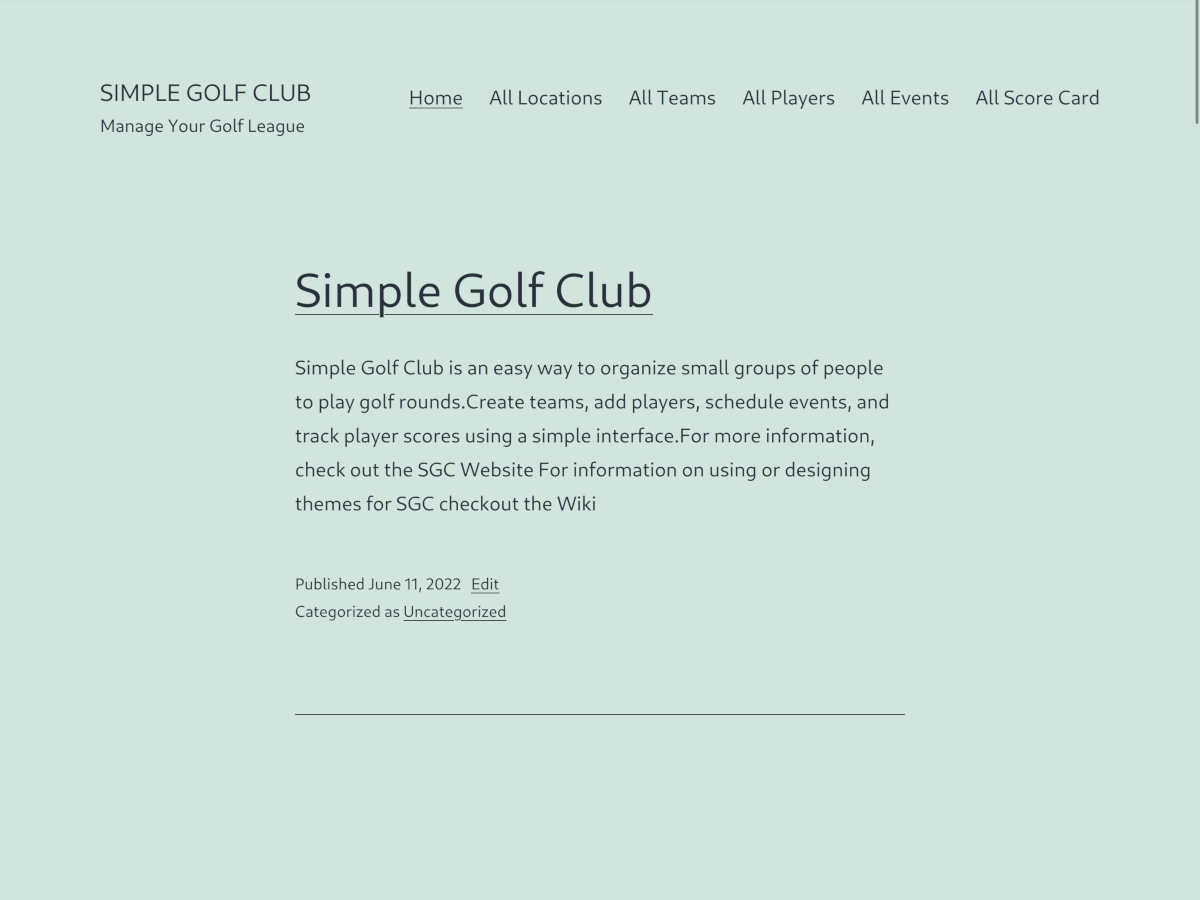 SIMPLE GOLF CLUB
Manage Your Golf League
Home All Locations All Teams All Players All Events All Score Card
Simple Golf Club
Simple Golf Club is an easy way to organize small groups of people
to play golf rounds.Create teams, add players, schedule events, and
track player scores using a simple interface.For more information,
check out the SGC Website For information on using or designing
themes for SGC checkout the Wiki
Published June 11, 2022 Edit
Categorized as Uncategorized